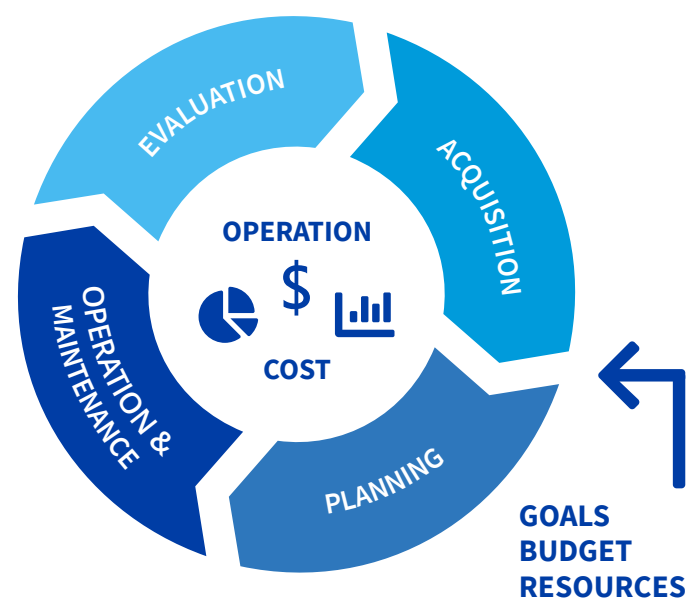 EVALUATION
ACQUISITION
OPERATION
$
COST
OPERATION &
MAINTENANCE
PLANNING
GOALS
BUDGET
RESOURCES